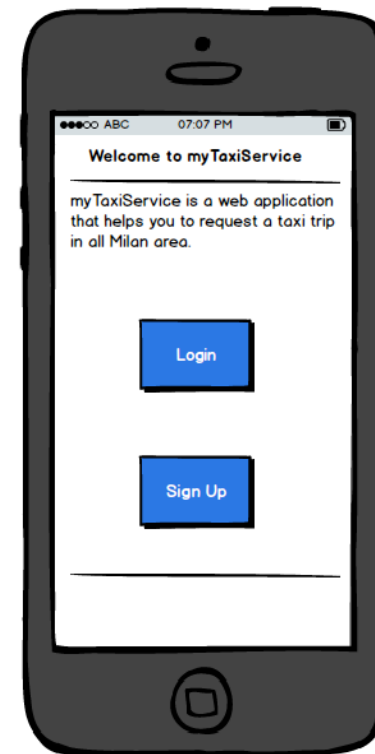 ABC 07:07 PM
Welcome to myTaxiService
myTaxiService is a web application
that helps you to request a taxi trip
in all Milan area.
Login
Sign Up